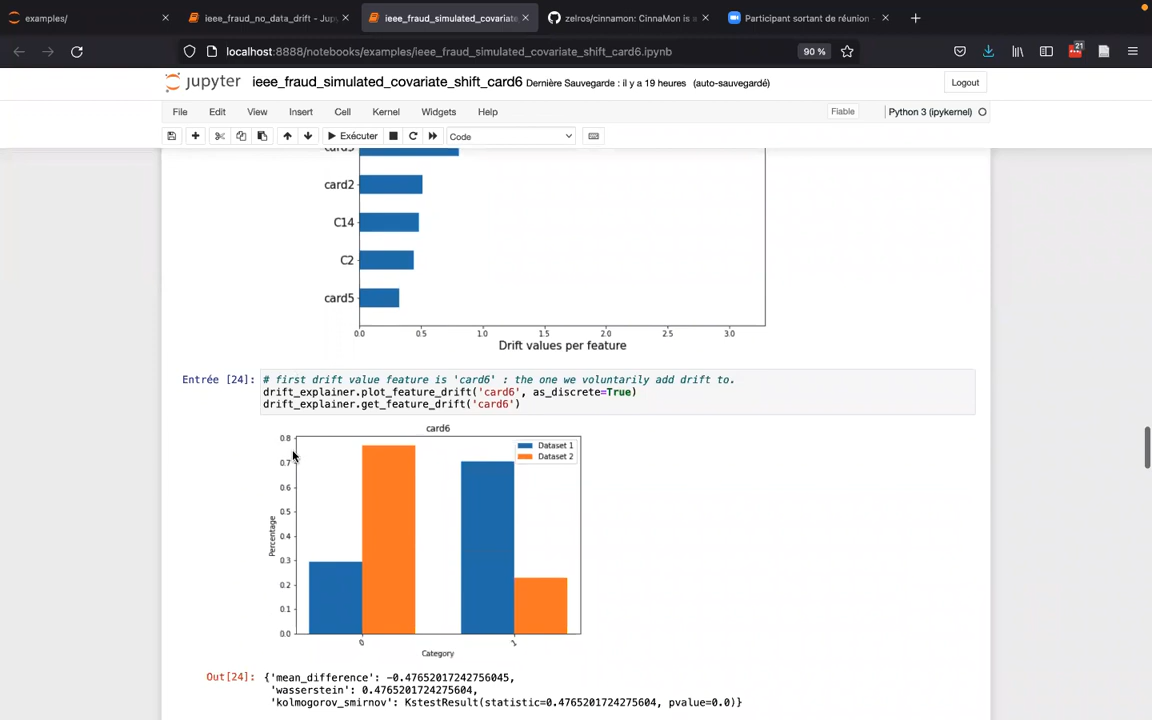 examples/
ieee_fraud_no_data_drift - Jup
ieee_fraud_simulated_covariate
zelros/cinnamon: CinnaMon is a
Participant sortant de réunion -
localhost:8888/notebooks/examples/ieee_fraud_simulated_covariate_shift_card6.ipynb
90 %
21
jupyter ieee_fraud_simulated_covariate_shift_card6 Dernière Sauvegarde : il y a 19 heures (auto-sauvegardé)
Logout
File Edit View Insert Cell Kernel Widgets Help
Fiable
Python 3 (ipykernel)
Exécuter
Code
card2
C14
C2
card5
0.0 0.5 1.0 1.5 2.0 2.5 3.0
Drift values per feature
Entrée [24]: # first drift value feature is 'card6' : the one we voluntarily add drift to.
drift_explainer.plot_feature_drift('card6', as_discrete=True)
drift_explainer.get_feature_drift('card6')
card6
Dataset 1
Dataset 2
0.8
0.7
0.6
0.5
0.4
0.3
0.2
0.1
0.0
Percentage
0 1
Category
Out[24]: {'mean_difference': -0.47652017242756045,
'wasserstein': 0.4765201724275604,
'kolmogorov_smirnov': KstestResult(statistic=0.4765201724275604, pvalue=0.0)}